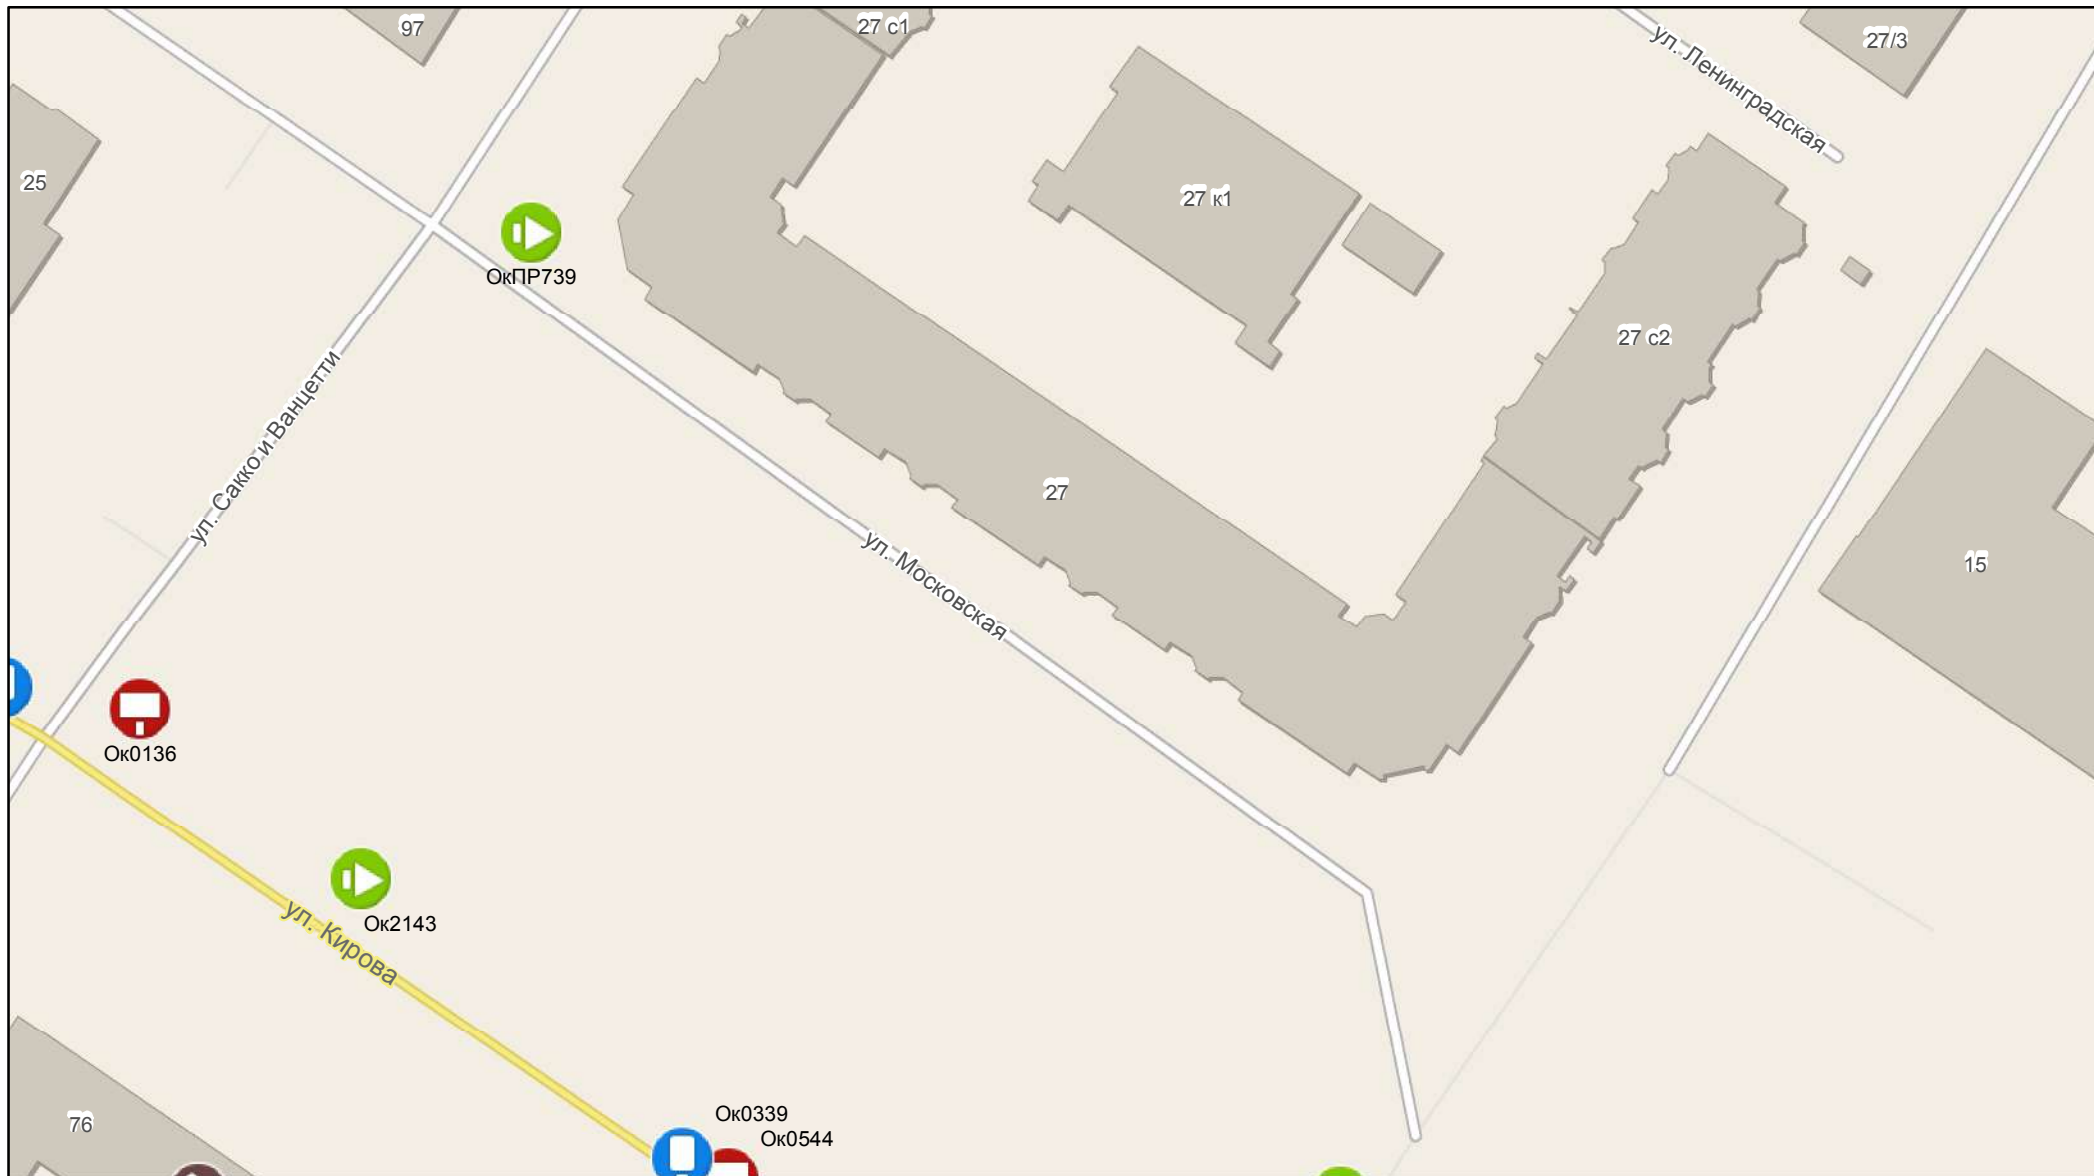 97
27 с1
27/3
ул. Ленинградская
25
27 к1
ОкПР739
27 с2
ул. Сакко и Ванцетти
27
ул. Московская
15
Ок0136
Ок2143
ул. Кирова
76
Ок0339
Ок0544